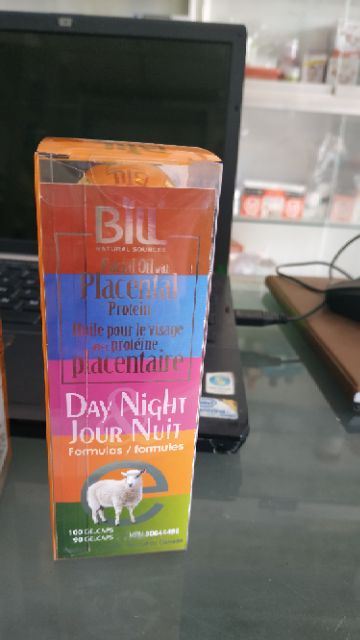 Bill
NATURAL SOURCES
Facial Oil with
Placental
Protein
Huile pour le visage
avec protéine
placentaire
DAY NIGHT
JOUR NUIT
Formulas / formules
100 GELCAPS
90 GELCAPS